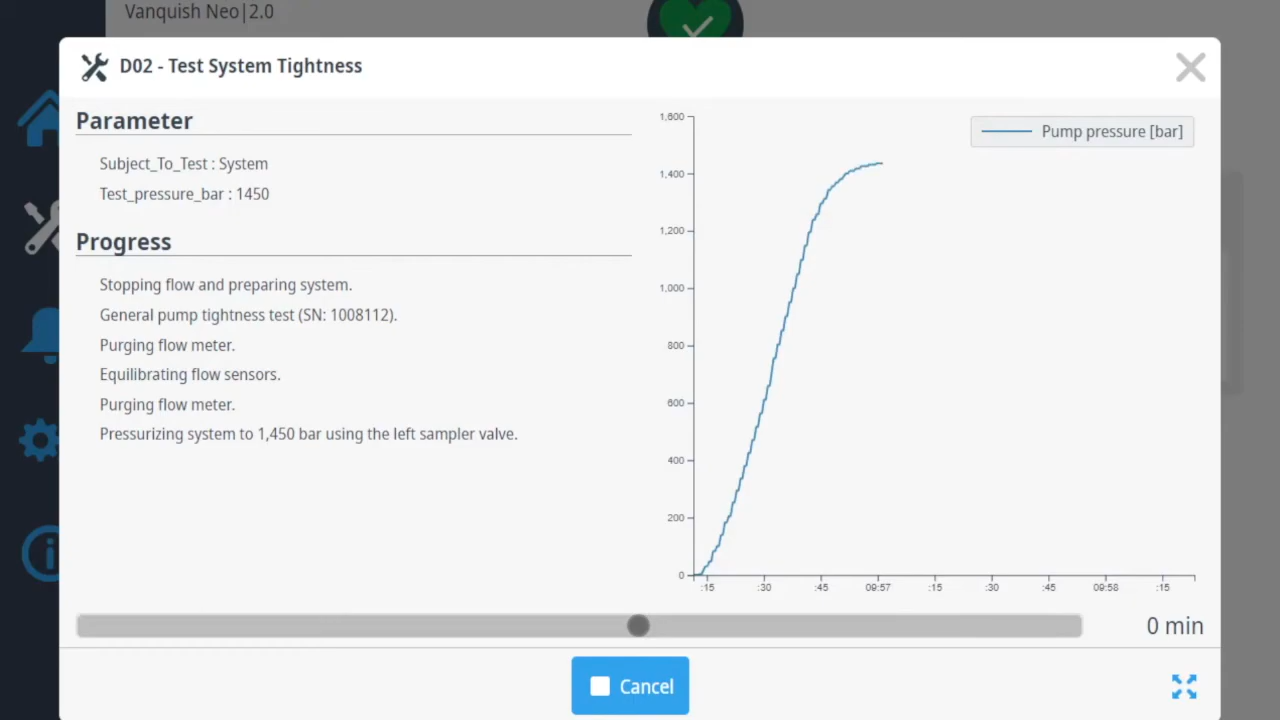 Vanquish Neo|2.0
D02 - Test System Tightness
Parameter
Subject_To_Test : System
Test_pressure_bar : 1450
Progress
Stopping flow and preparing system.
General pump tightness test (SN: 1008112).
Purging flow meter.
Equilibrating flow sensors.
Purging flow meter.
Pressurizing system to 1,450 bar using the left sampler valve.
Pump pressure [bar]
1,600
1,400
1,200
1,000
800
600
400
200
0
:15 :30 :45 09:57 :15 :30 :45 09:58 :15
0 min
Cancel